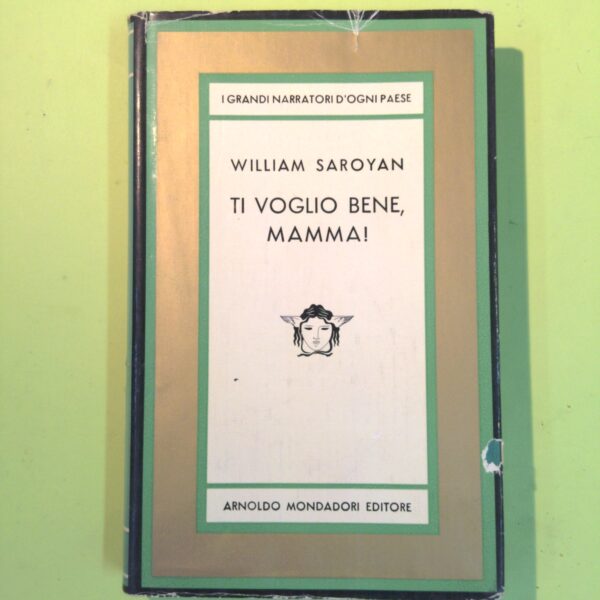 I GRANDI NARRATORI D'OGNI PAESE
WILLIAM SAROYAN
TI VOGLIO BENE,
MAMMA!
ARNOLDO MONDADORI EDITORE